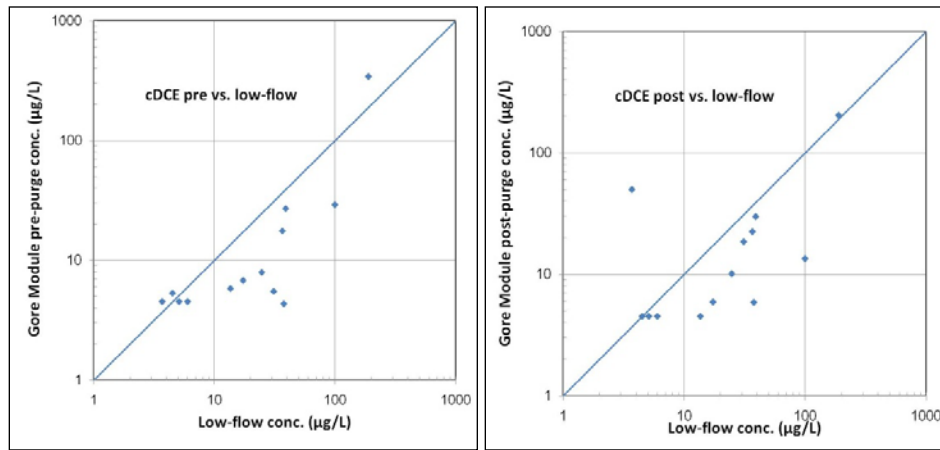 cDCE pre vs. low-flow
Gore Module pre-purge conc. (µg/L)
1000
100
10
1
1
10
100
1000
Low-flow conc. (µg/L)
cDCE post vs. low-flow
Gore Module post-purge conc. (µg/L)
1000
100
10
1
1
10
100
1000
Low-flow conc. (µg/L)